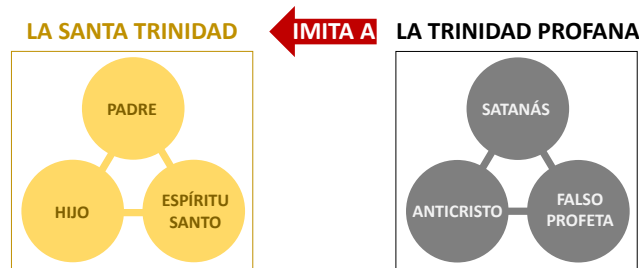 LA SANTA TRINIDAD
IMITA A
LA TRINIDAD PROFANA
PADRE
HIJO
ESPÍRITU
SANTO
SATANÁS
ANTICRISTO
FALSO
PROFETA